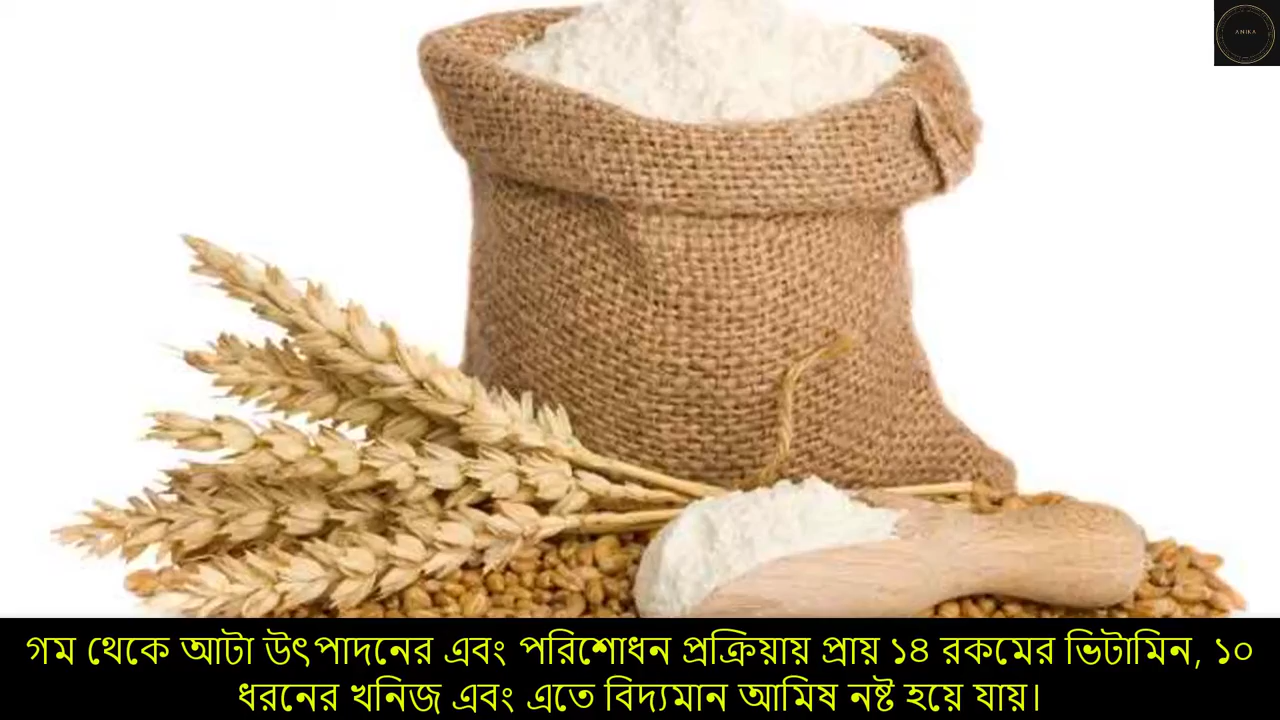 ANIKA
গম থেকে আটা উৎপাদনের এবং পরিশোধন প্রক্রিয়ায় প্রায় ১৪ রকমের ভিটামিন, ১০
ধরনের খনিজ এবং এতে বিদ্যমান আমিষ নষ্ট হয়ে যায়।